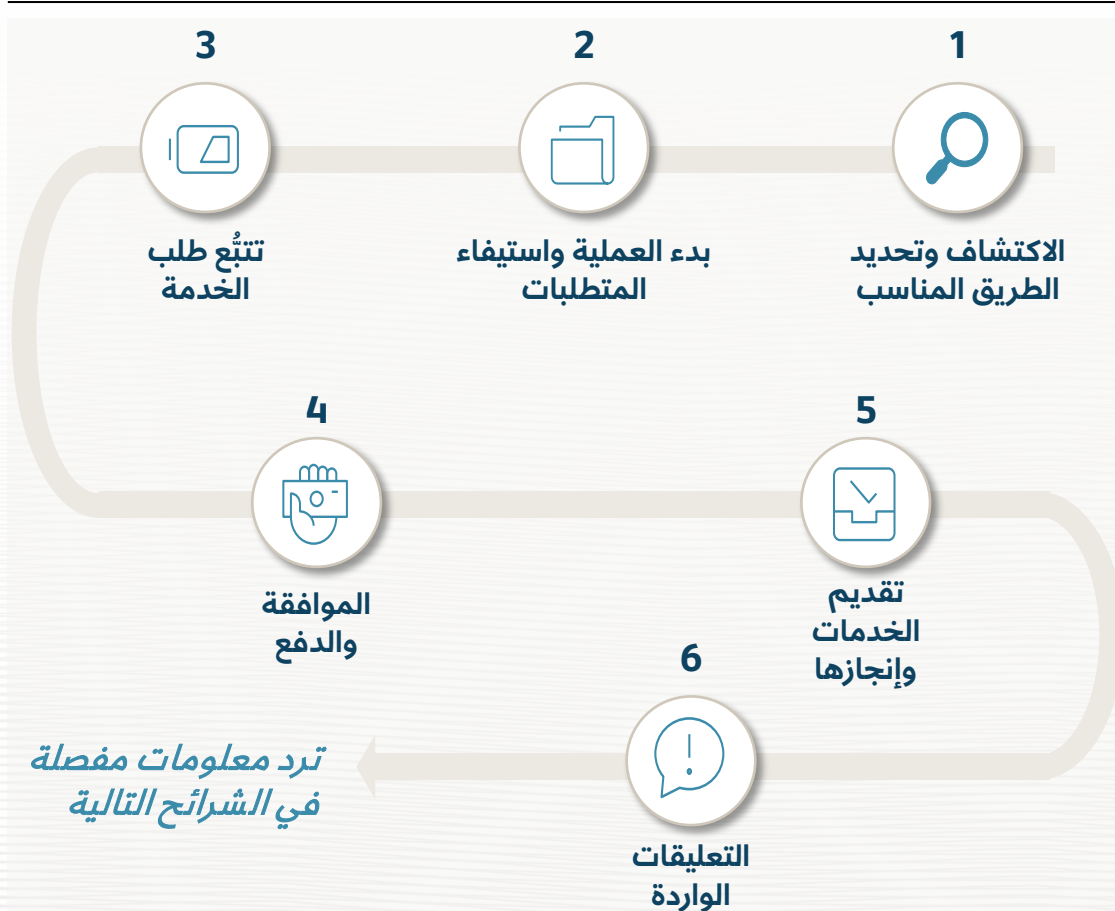 1
الاكتشاف وتحديد
الطريق المناسب
2
بدء العملية واستيفاء
المتطلبات
3
تتبُّع طلب
الخدمة
4
الموافقة
والدفع
5
تقديم
الخدمات
وإنجازها
6
التعليقات
الواردة
ترد معلومات مفصلة
في الشرائح التالية